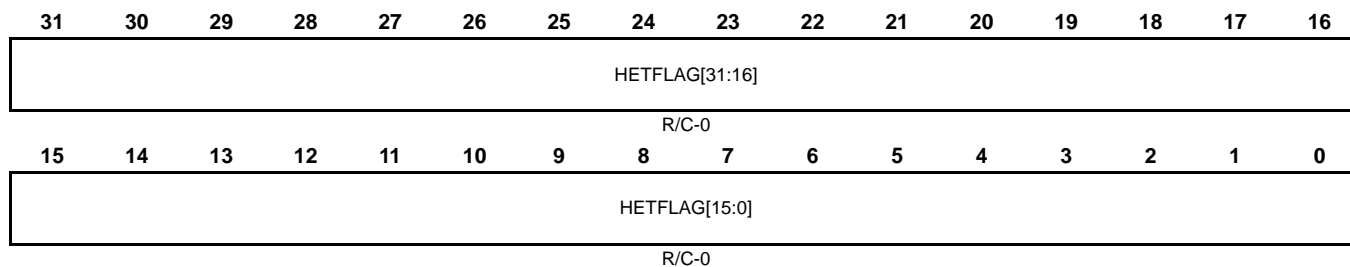 31 30 29 28 27 26 25 24 23 22 21 20 19 18 17 16
HETFLAG[31:16]
R/C-0
15 14 13 12 11 10 9 8 7 6 5 4 3 2 1 0
HETFLAG[15:0]
R/C-0